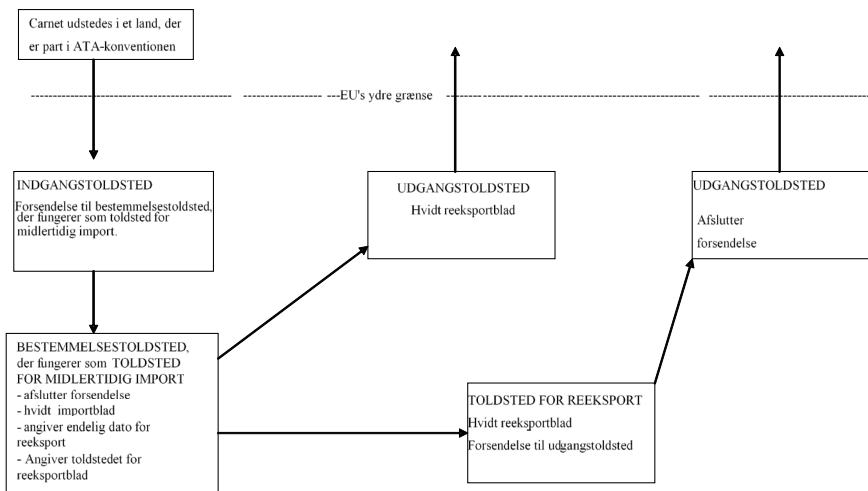 Carnet udstedes i et land, der
er part i ATA-konventionen
EU's ydre grænse
INDGANGSTOLDSTED
Forsendelse til bestemmelsestoldsted,
der fungerer som toldsted for
midlertidig import.
UDGANGSTOLDSTED
Hvidt reeksportblad
UDGANGSTOLDSTED
Afslutter
forsendelse
BESTEMMELSESTOLDSTED,
der fungerer som TOLDSTED
FOR MIDLERTIDIG IMPORT
- afslutter forsendelse
- hvidt importblad
- angiver endelig dato for
reeksport
- Angiver toldstedet for
reeksportblad
TOLDSTED FOR REEKSPORT
Hvidt reeksportblad
Forsendelse til udgangstoldsted